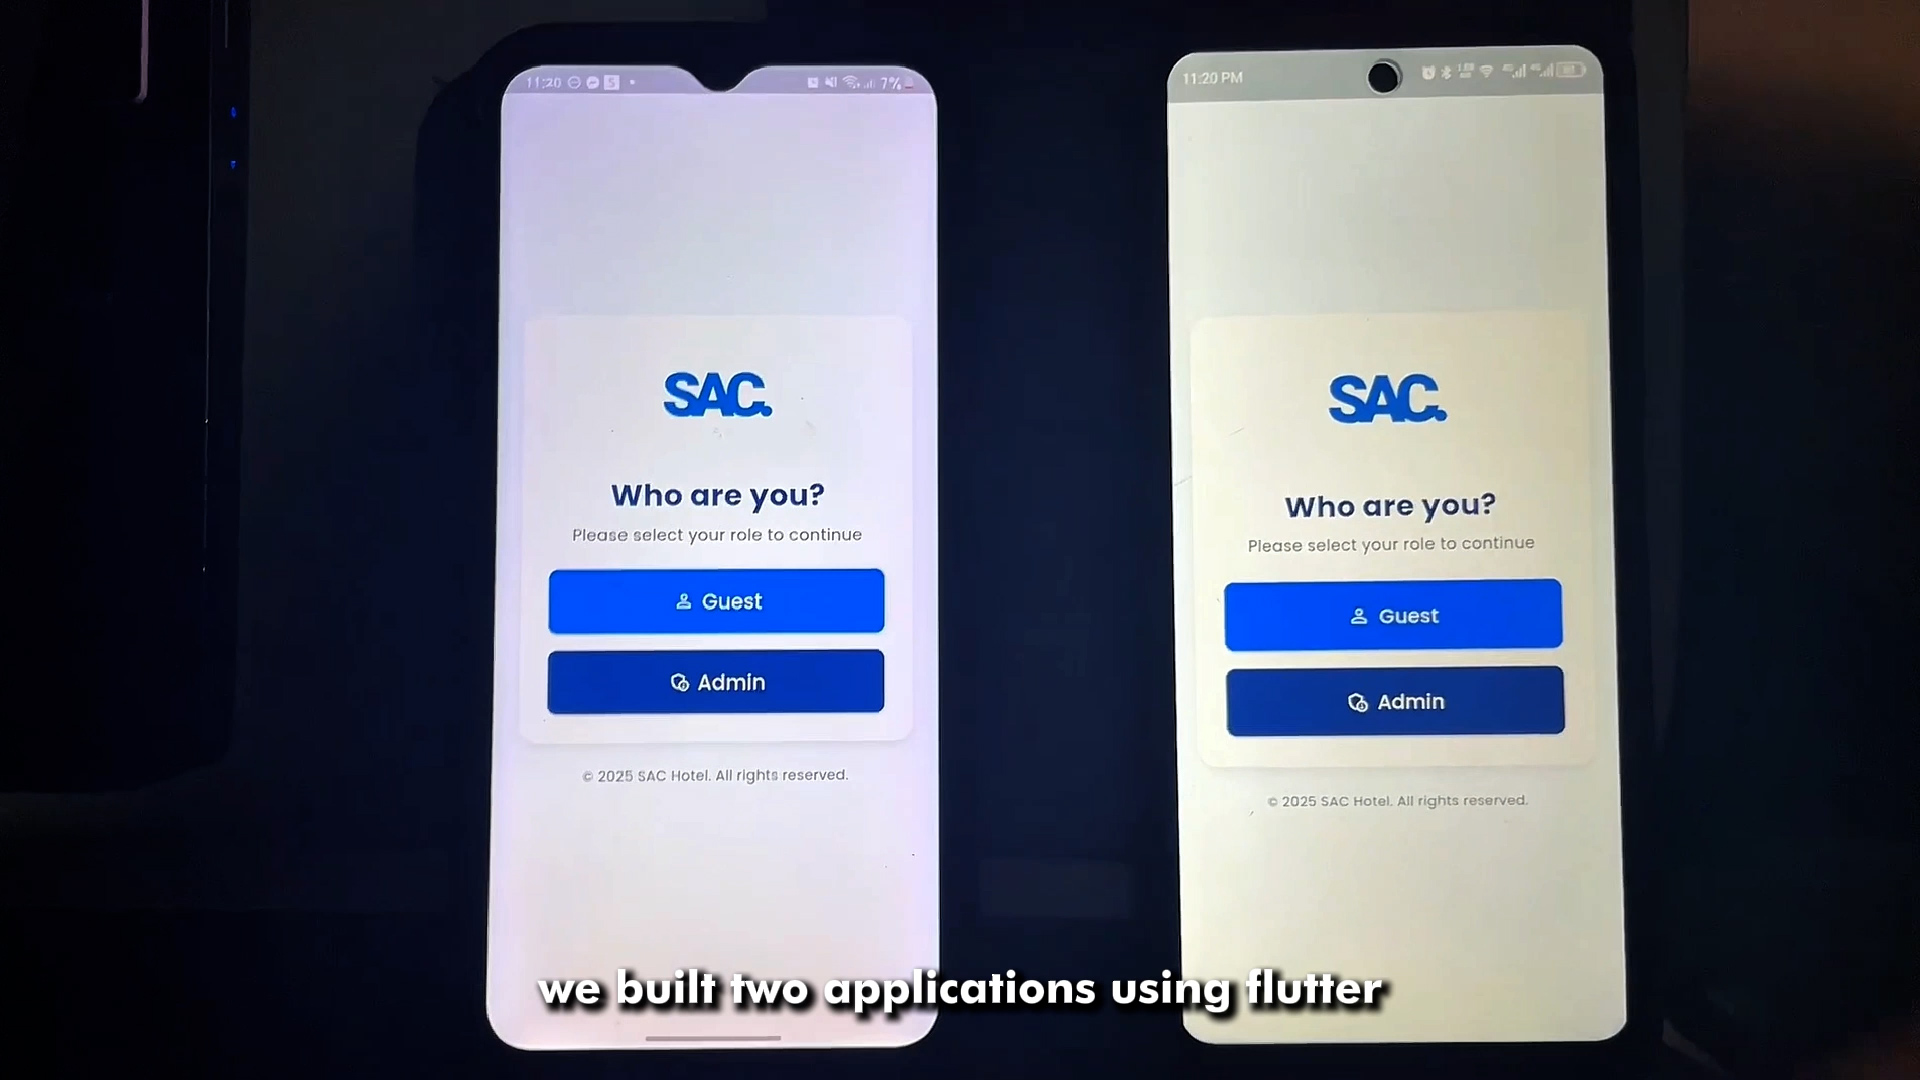 11:20
7%
SAC.
Who are you?
Please select your role to continue
Guest
Admin
© 2025 SAC Hotel. All rights reserved.
11:20 PM
SAC.
Who are you?
Please select your role to continue
Guest
Admin
© 2025 SAC Hotel. All rights reserved.
we built two applications using flutter